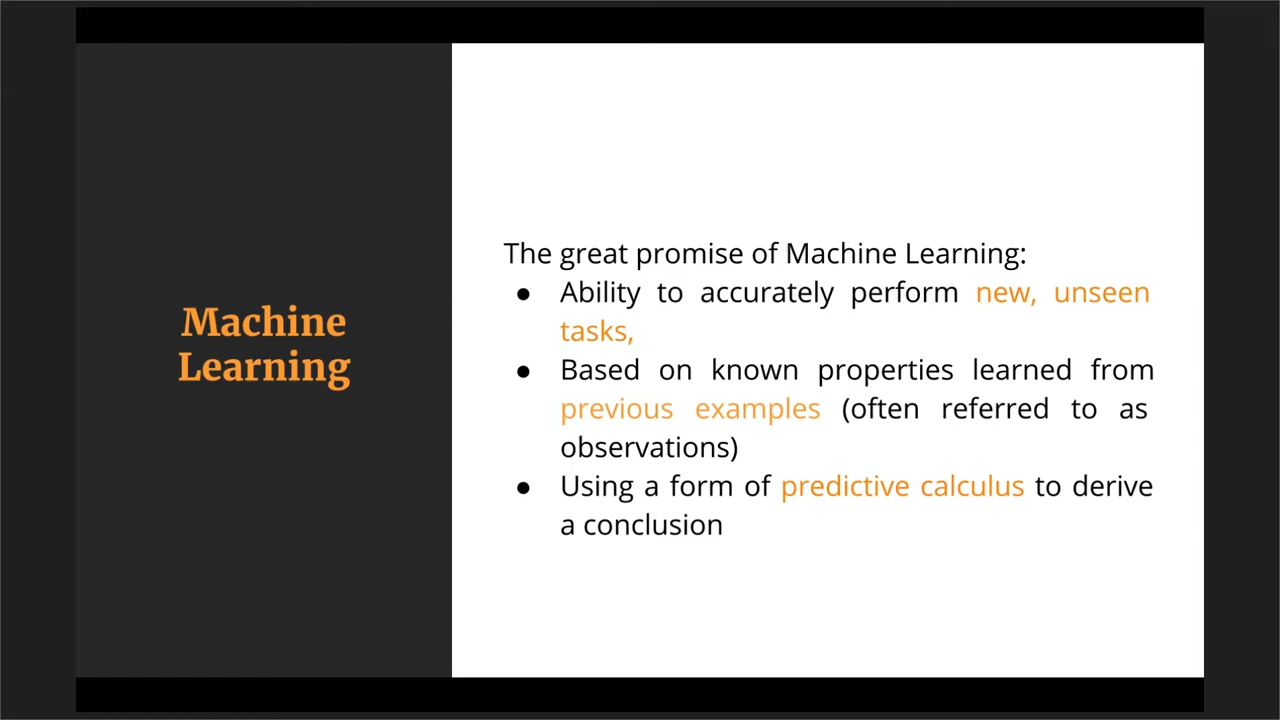 Machine
Learning
The great promise of Machine Learning:
● Ability to accurately perform new, unseen
tasks,
● Based on known properties learned from
previous examples (often referred to as
observations)
● Using a form of predictive calculus to derive
a conclusion